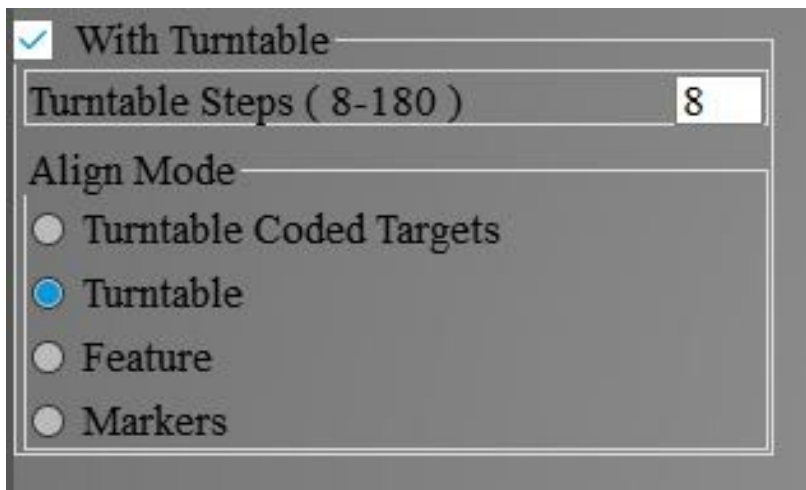 With Turntable
Turntable Steps ( 8-180 ) 8
Align Mode
Turntable Coded Targets
Turntable
Feature
Markers